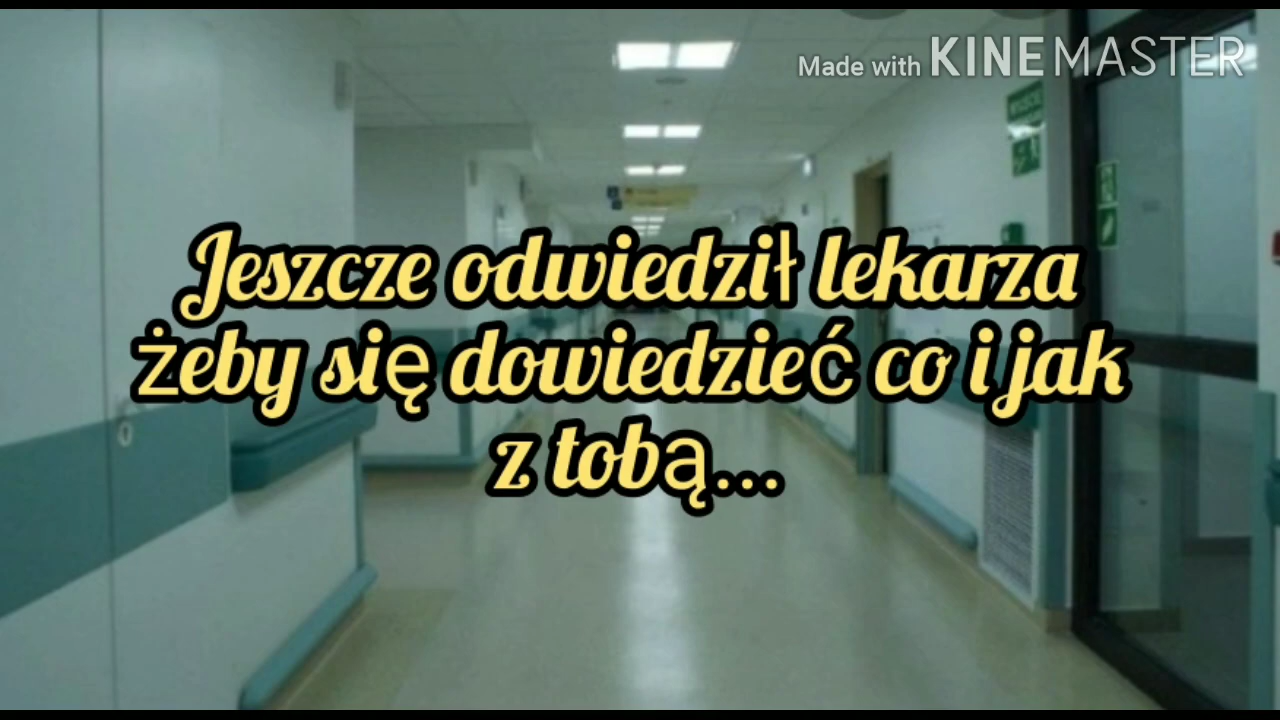 Made with KINEMASTER
Jeszcze odwiedził lekarza
żeby się dowiedzieć co i jak
z tobą...